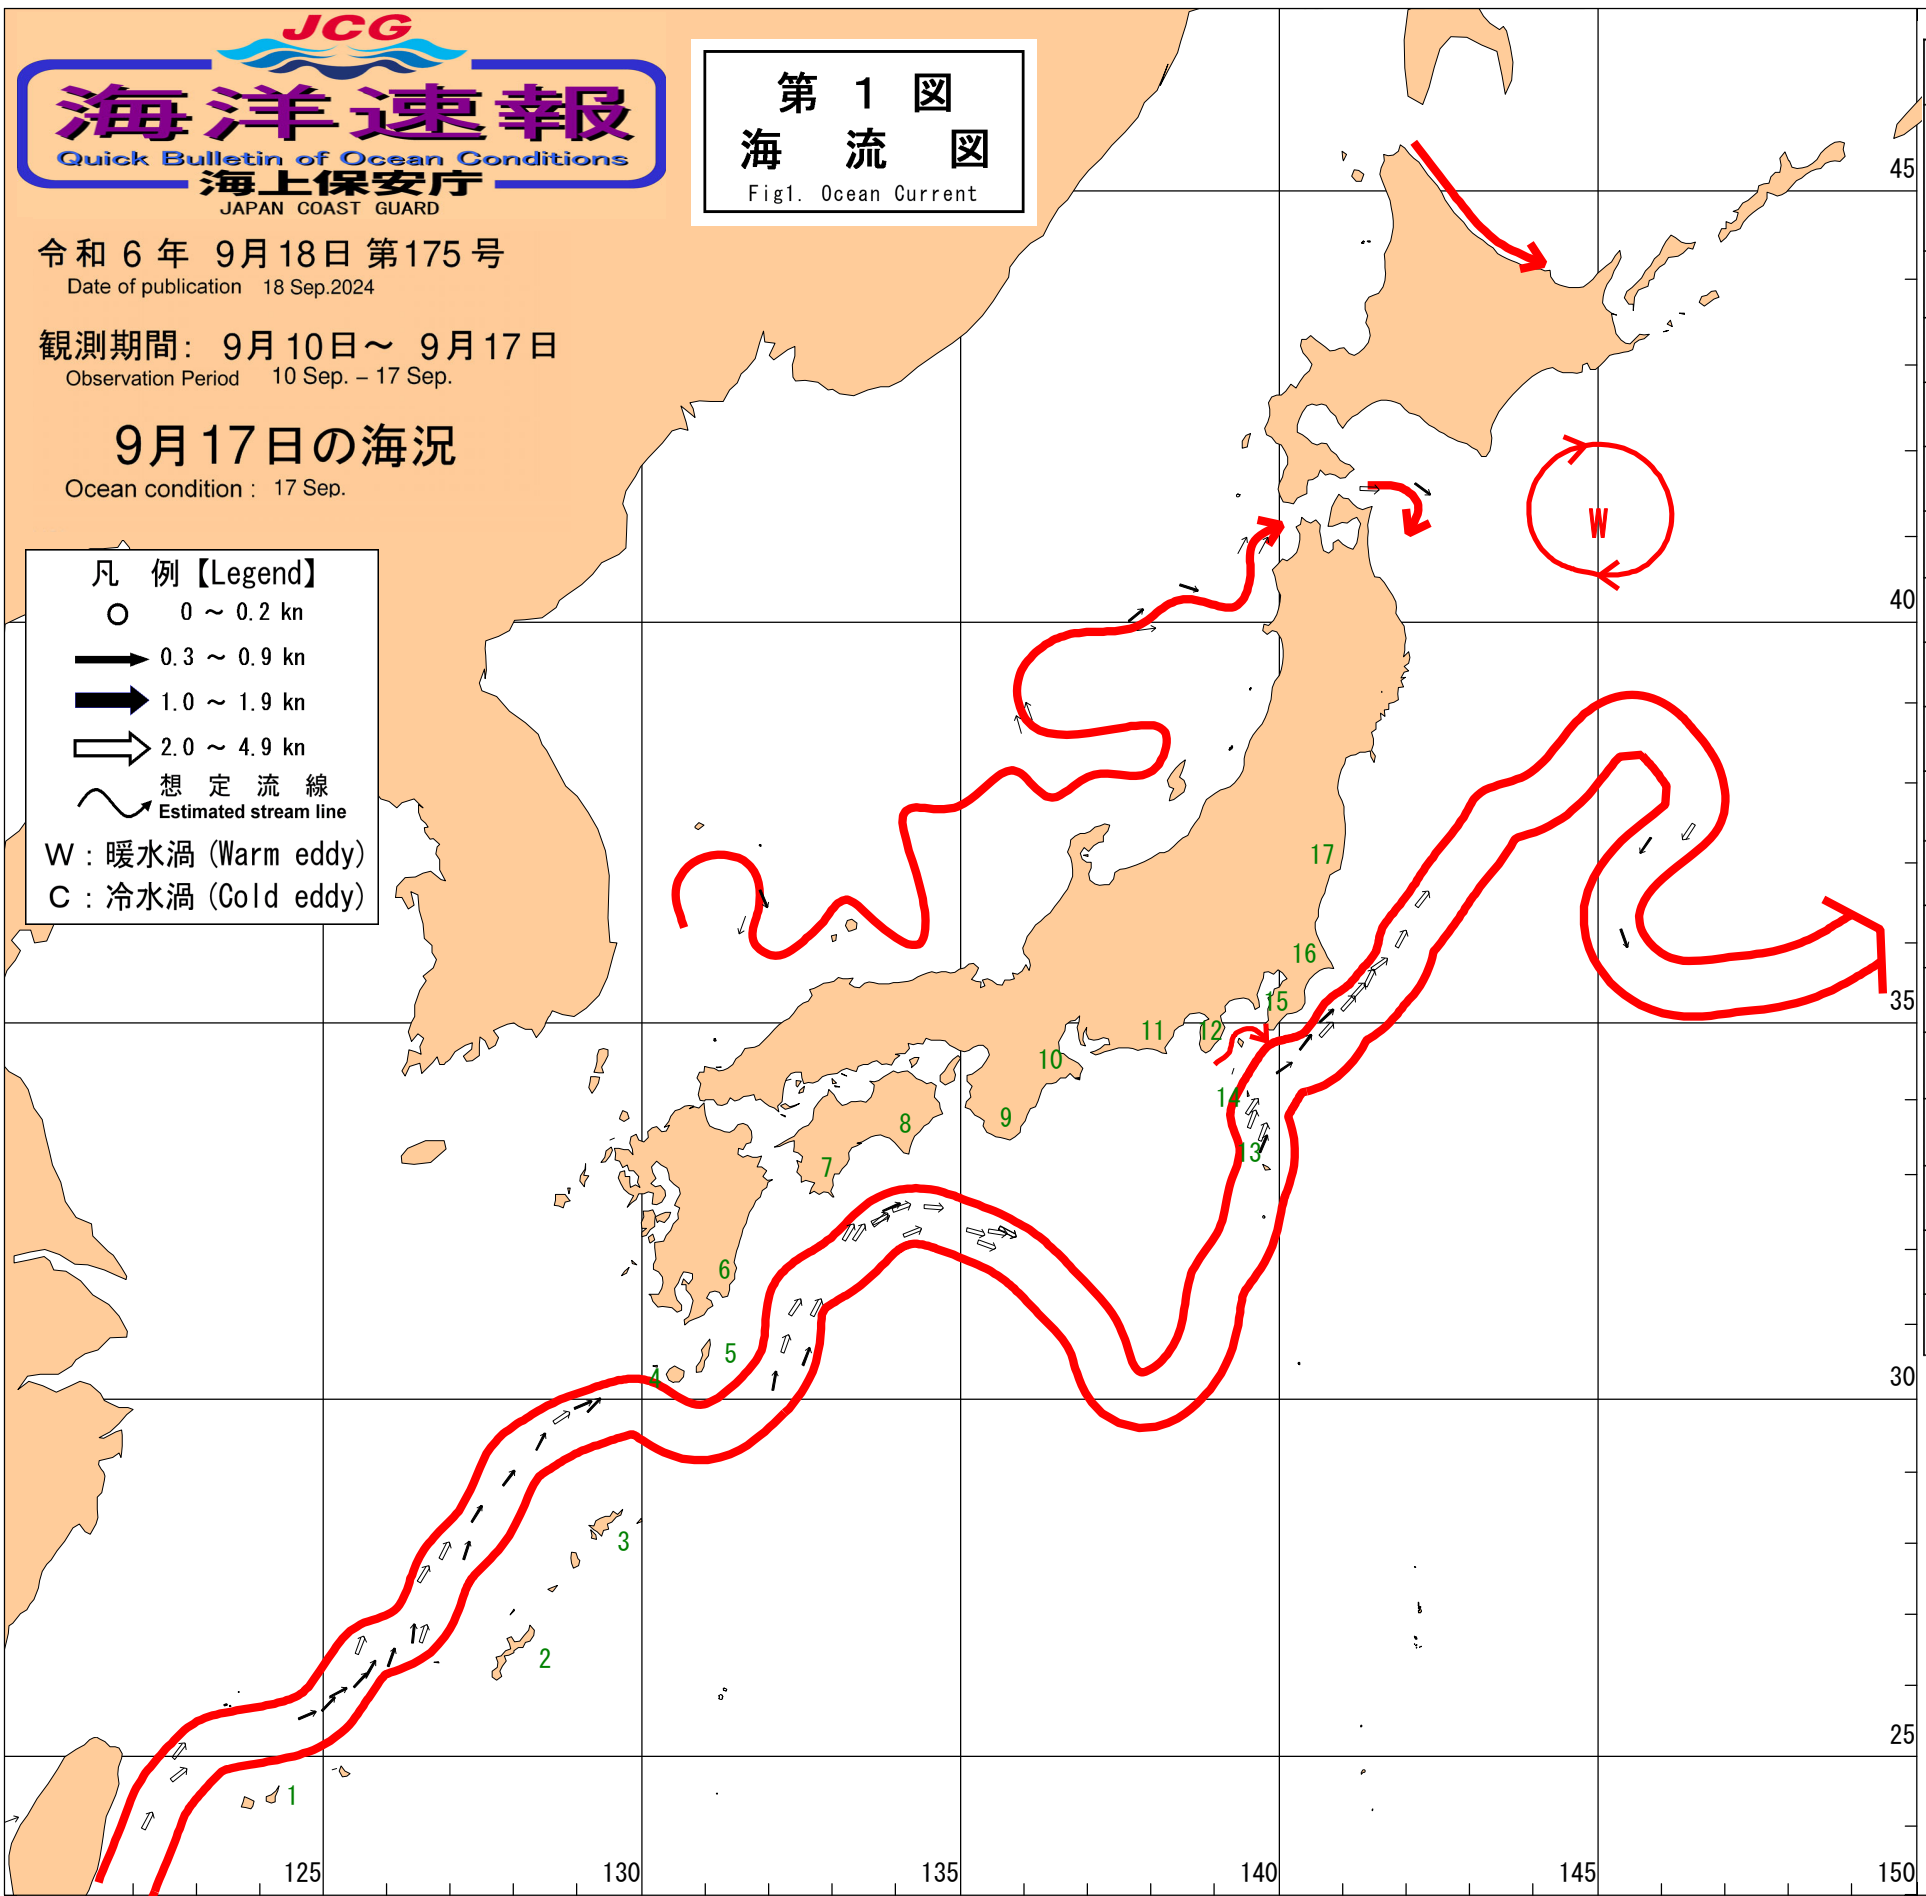 JCG
海洋速報
Quick Bulletin of Ocean Conditions
海上保安庁
JAPAN COAST GUARD
第 1 図
海 流 図
Fig1. Ocean Current
令和 6 年 9月18日 第175号
Date of publication 18 Sep.2024
観測期間: 9月10日～ 9月17日
Observation Period 10 Sep. – 17 Sep.
9月17日の海況
Ocean condition : 17 Sep.
凡 例【Legend】
0 ～ 0.2 kn
0.3 ～ 0.9 kn
1.0 ～ 1.9 kn
2.0 ～ 4.9 kn
想 定 流 線
Estimated stream line
W : 暖水渦 (Warm eddy)
C : 冷水渦 (Cold eddy)
45
W
40
17
16
15
35
12
11
10
14
9
8
13
7
6
5
4
30
3
2
25
1
125
130
135
140
145
150